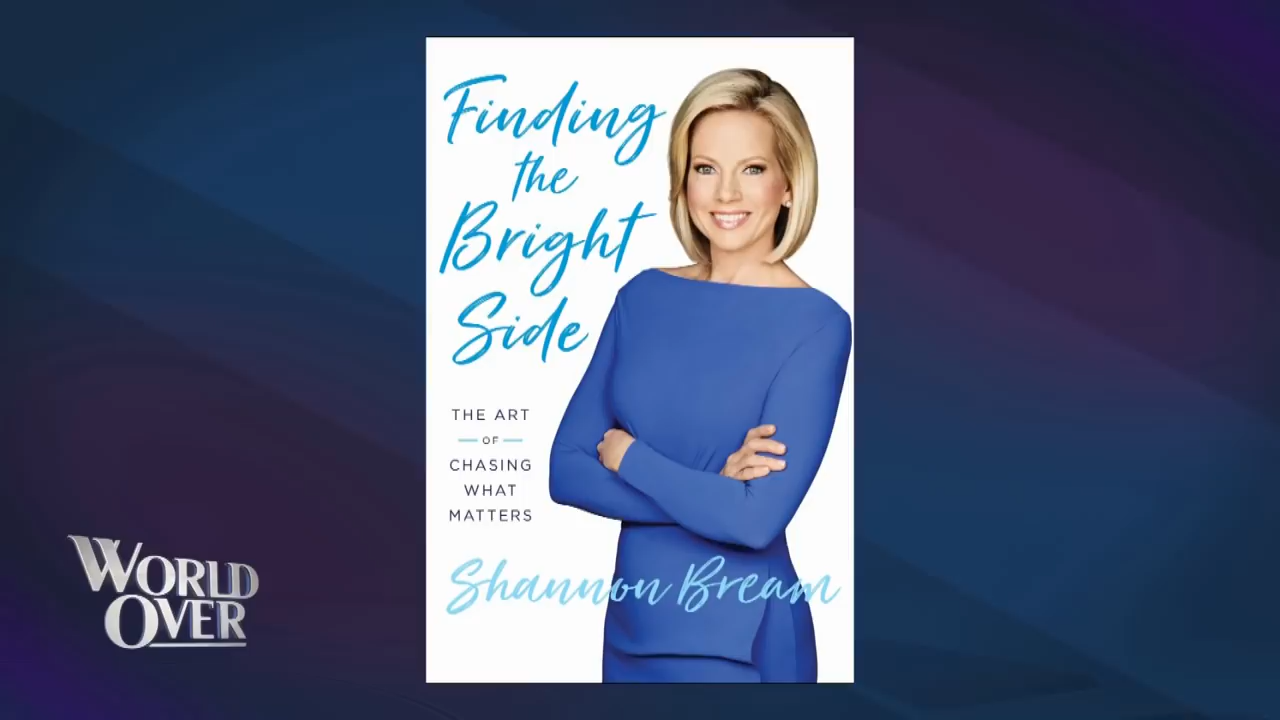 Finding
the
Bright
Side
THE ART
OF
CHASING
WHAT
MATTERS
Shannon Bream
WORLD
OVER